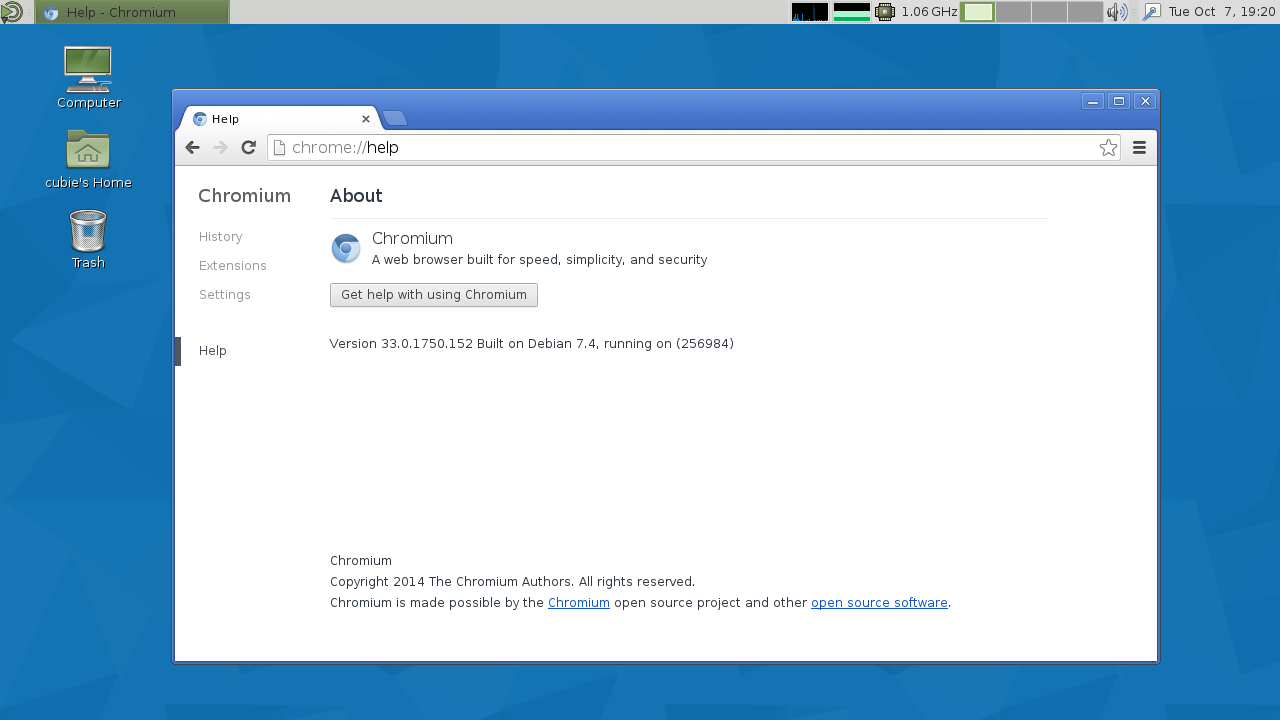 Help - Chromium
1.06 GHz
Tue Oct 7, 19:20
Computer
cubie's Home
Trash
Help
chrome://help
Chromium
History
Extensions
Settings
Help
About
Chromium
A web browser built for speed, simplicity, and security
Get help with using Chromium
Version 33.0.1750.152 Built on Debian 7.4, running on (256984)
Chromium
Copyright 2014 The Chromium Authors. All rights reserved.
Chromium is made possible by the Chromium open source project and other open source software.